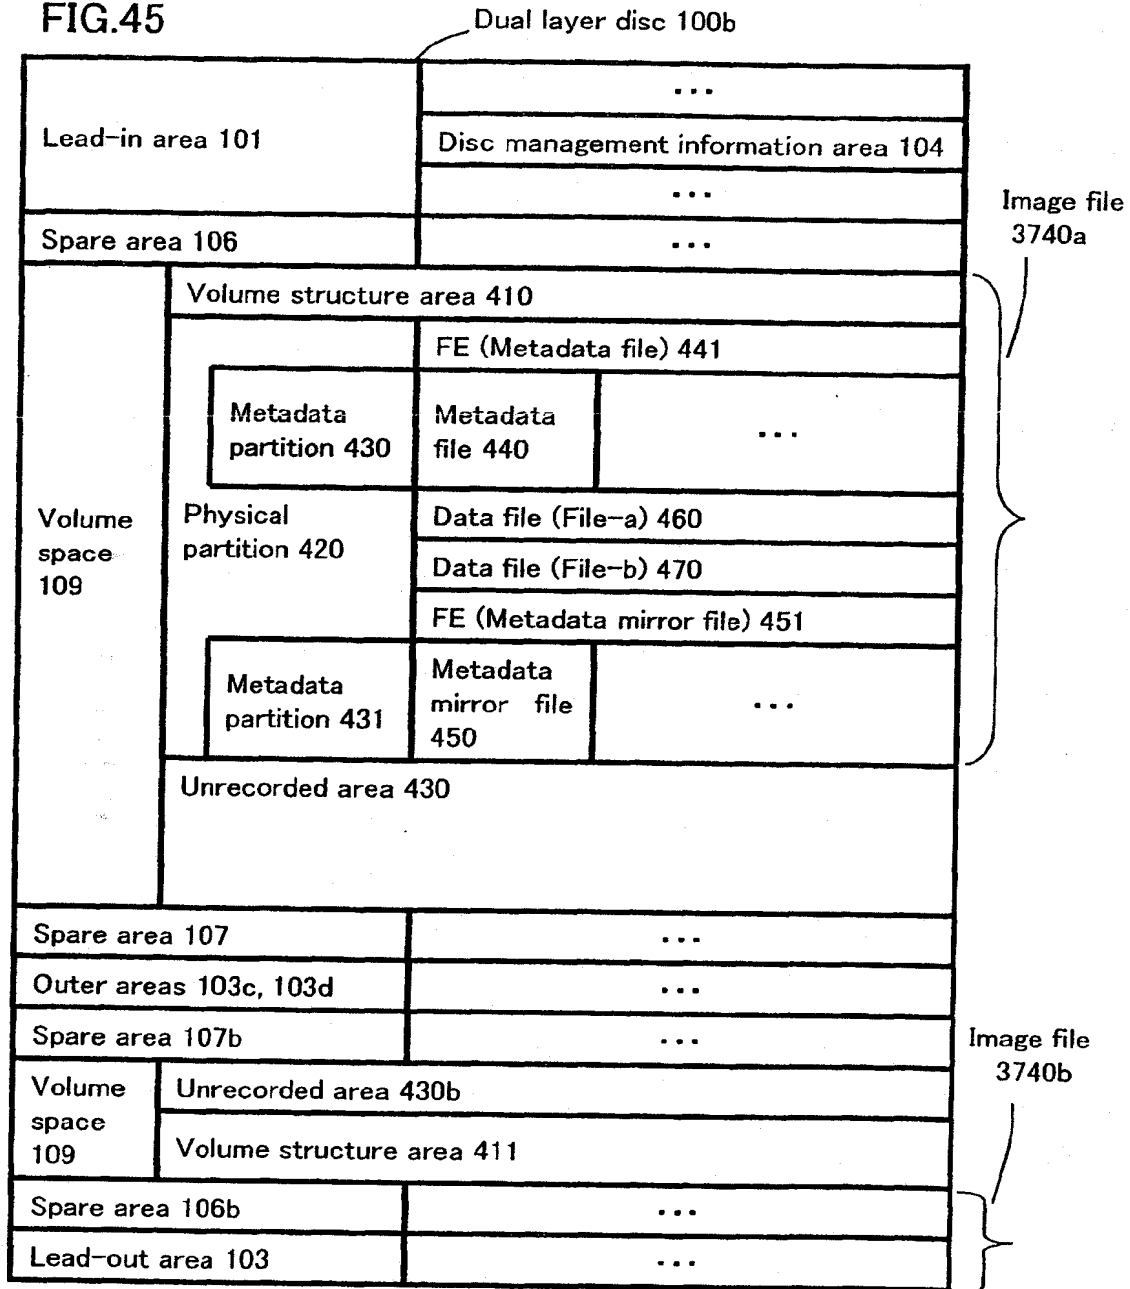 FIG.45
Dual layer disc 100b
...
Lead-in area 101
Disc management information area 104
...
Image file
3740a
Spare area 106
...
Volume structure area 410
FE (Metadata file) 441
Metadata
partition 430
Metadata
file 440
...
Volume
space
109
Physical
partition 420
Data file (File-a) 460
Data file (File-b) 470
FE (Metadata mirror file) 451
Metadata
partition 431
Metadata
mirror file
450
...
Unrecorded area 430
Spare area 107
...
Outer areas 103c, 103d
...
Spare area 107b
...
Image file
3740b
Volume
space
109
Unrecorded area 430b
Volume structure area 411
Spare area 106b
...
Lead-out area 103
...